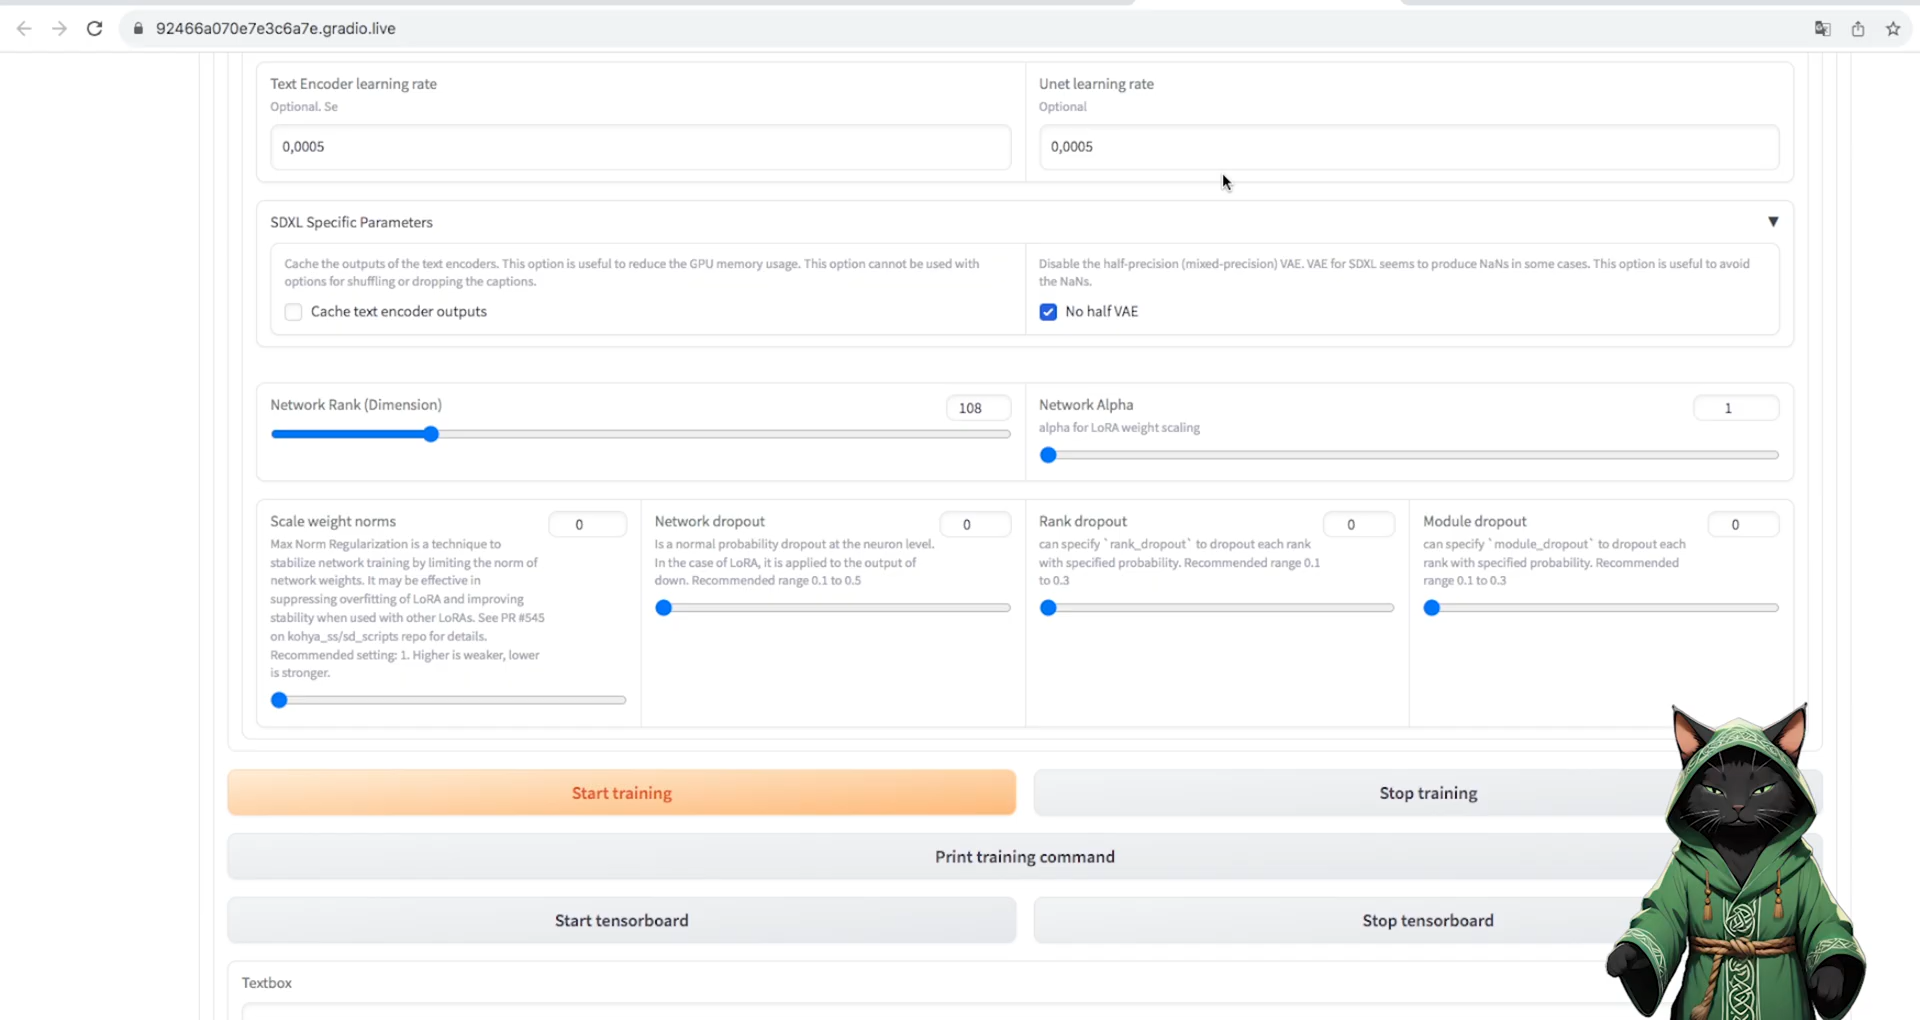 92466a070e7e3c6a7e.gradio.live
Text Encoder learning rate
Optional. Se
0,0005
Unet learning rate
Optional
0,0005
SDXL Specific Parameters
▼
Cache the outputs of the text encoders. This option is useful to reduce the GPU memory usage. This option cannot be used with
options for shuffling or dropping the captions.
Cache text encoder outputs
Disable the half-precision (mixed-precision) VAE. VAE for SDXL seems to produce NaNs in some cases. This option is useful to avoid
the NaNs.
No half VAE
Network Rank (Dimension)
108
Network Alpha
alpha for LoRA weight scaling
1
Scale weight norms
0
Max Norm Regularization is a technique to
stabilize network training by limiting the norm of
network weights. It may be effective in
suppressing overfitting of LoRA and improving
stability when used with other LoRAs. See PR #545
on kohya_ss/sd_scripts repo for details.
Recommended setting: 1. Higher is weaker, lower
is stronger.
Network dropout
0
Is a normal probability dropout at the neuron level.
In the case of LoRA, it is applied to the output of
down. Recommended range 0.1 to 0.5
Rank dropout
0
can specify `rank_dropout` to dropout each rank
with specified probability. Recommended range 0.1
to 0.3
Module dropout
0
can specify `module_dropout` to dropout each
rank with specified probability. Recommended
range 0.1 to 0.3
Start training
Stop training
Print training command
Start tensorboard
Stop tensorboard
Textbox